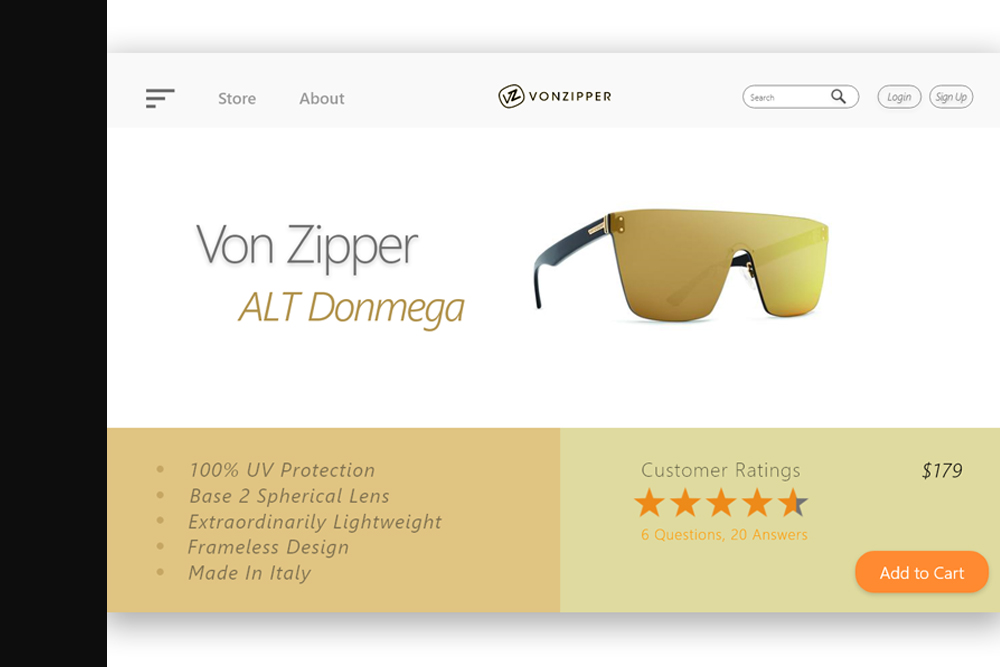 Store About VZ VONZIPPER Search Login Sign Up
Von Zipper
ALT Donmega
100% UV Protection
Base 2 Spherical Lens
Extraordinarily Lightweight
Frameless Design
Made In Italy
Customer Ratings $179
6 Questions, 20 Answers
Add to Cart